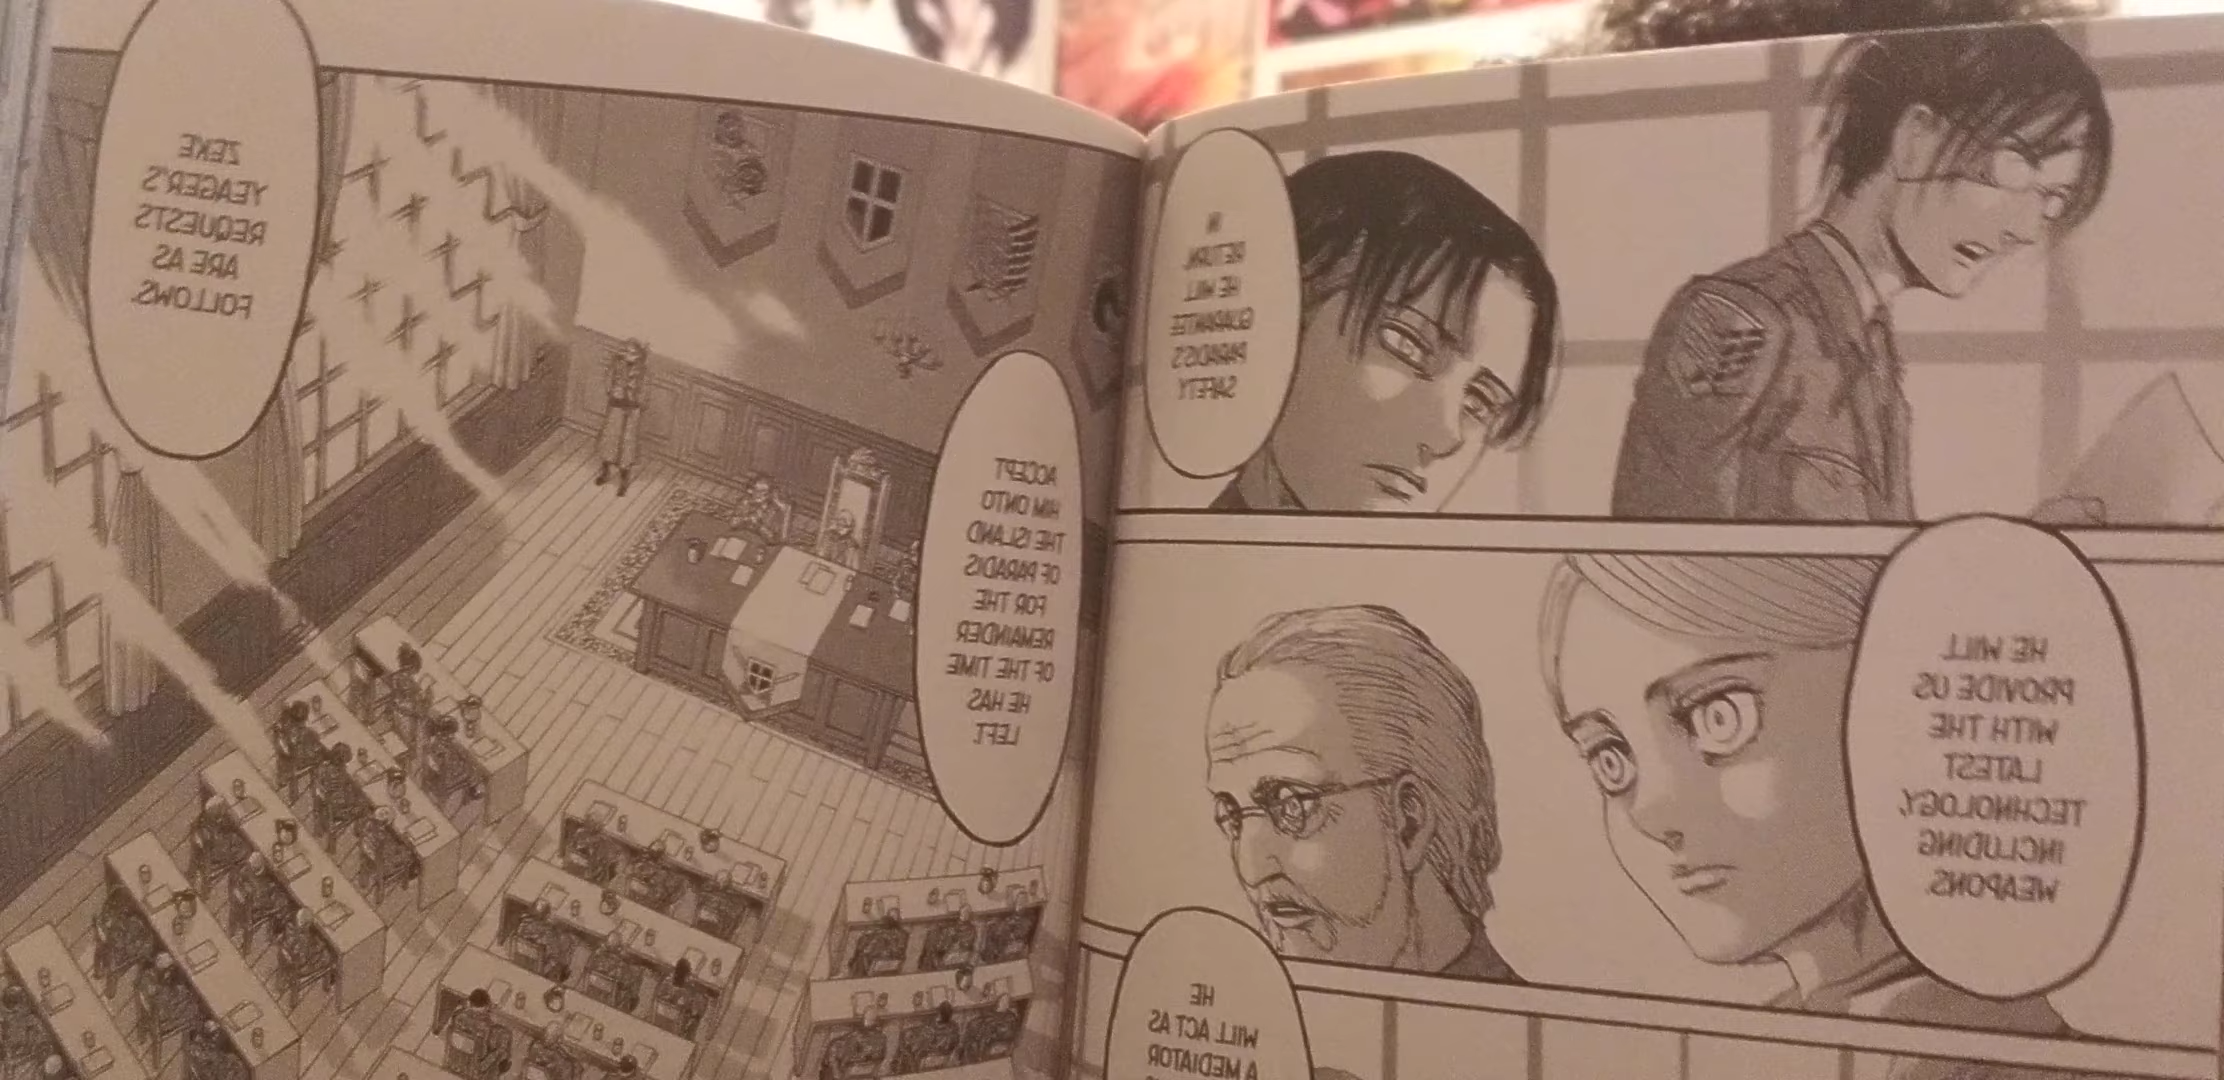 ZEKE
YEAGER'S
REQUESTS
ARE AS
FOLLOWS.
ACCEPT
HIM ONTO
THE ISLAND
OF PARADIS
FOR THE
REMAINDER
OF THE TIME
HE HAS
LEFT.
IN
RETURN,
HE WILL
GUARANTEE
PARADIS'S
SAFETY.
HE WILL
PROVIDE US
WITH THE
LATEST
TECHNOLOGY,
INCLUDING
WEAPONS.
HE
WILL ACT AS
A MEDIATOR